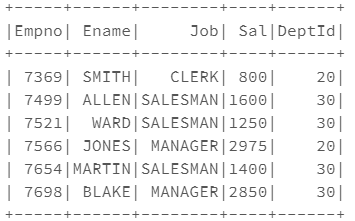 +-----+------+--------+----+------+
|Empno| Ename|     Job| Sal|DeptId|
+-----+------+--------+----+------+
| 7369| SMITH|   CLERK| 800|    20|
| 7499| ALLEN|SALESMAN|1600|    30|
| 7521|  WARD|SALESMAN|1250|    30|
| 7566| JONES| MANAGER|2975|    20|
| 7654|MARTIN|SALESMAN|1400|    30|
| 7698| BLAKE| MANAGER|2850|    30|
+-----+------+--------+----+------+